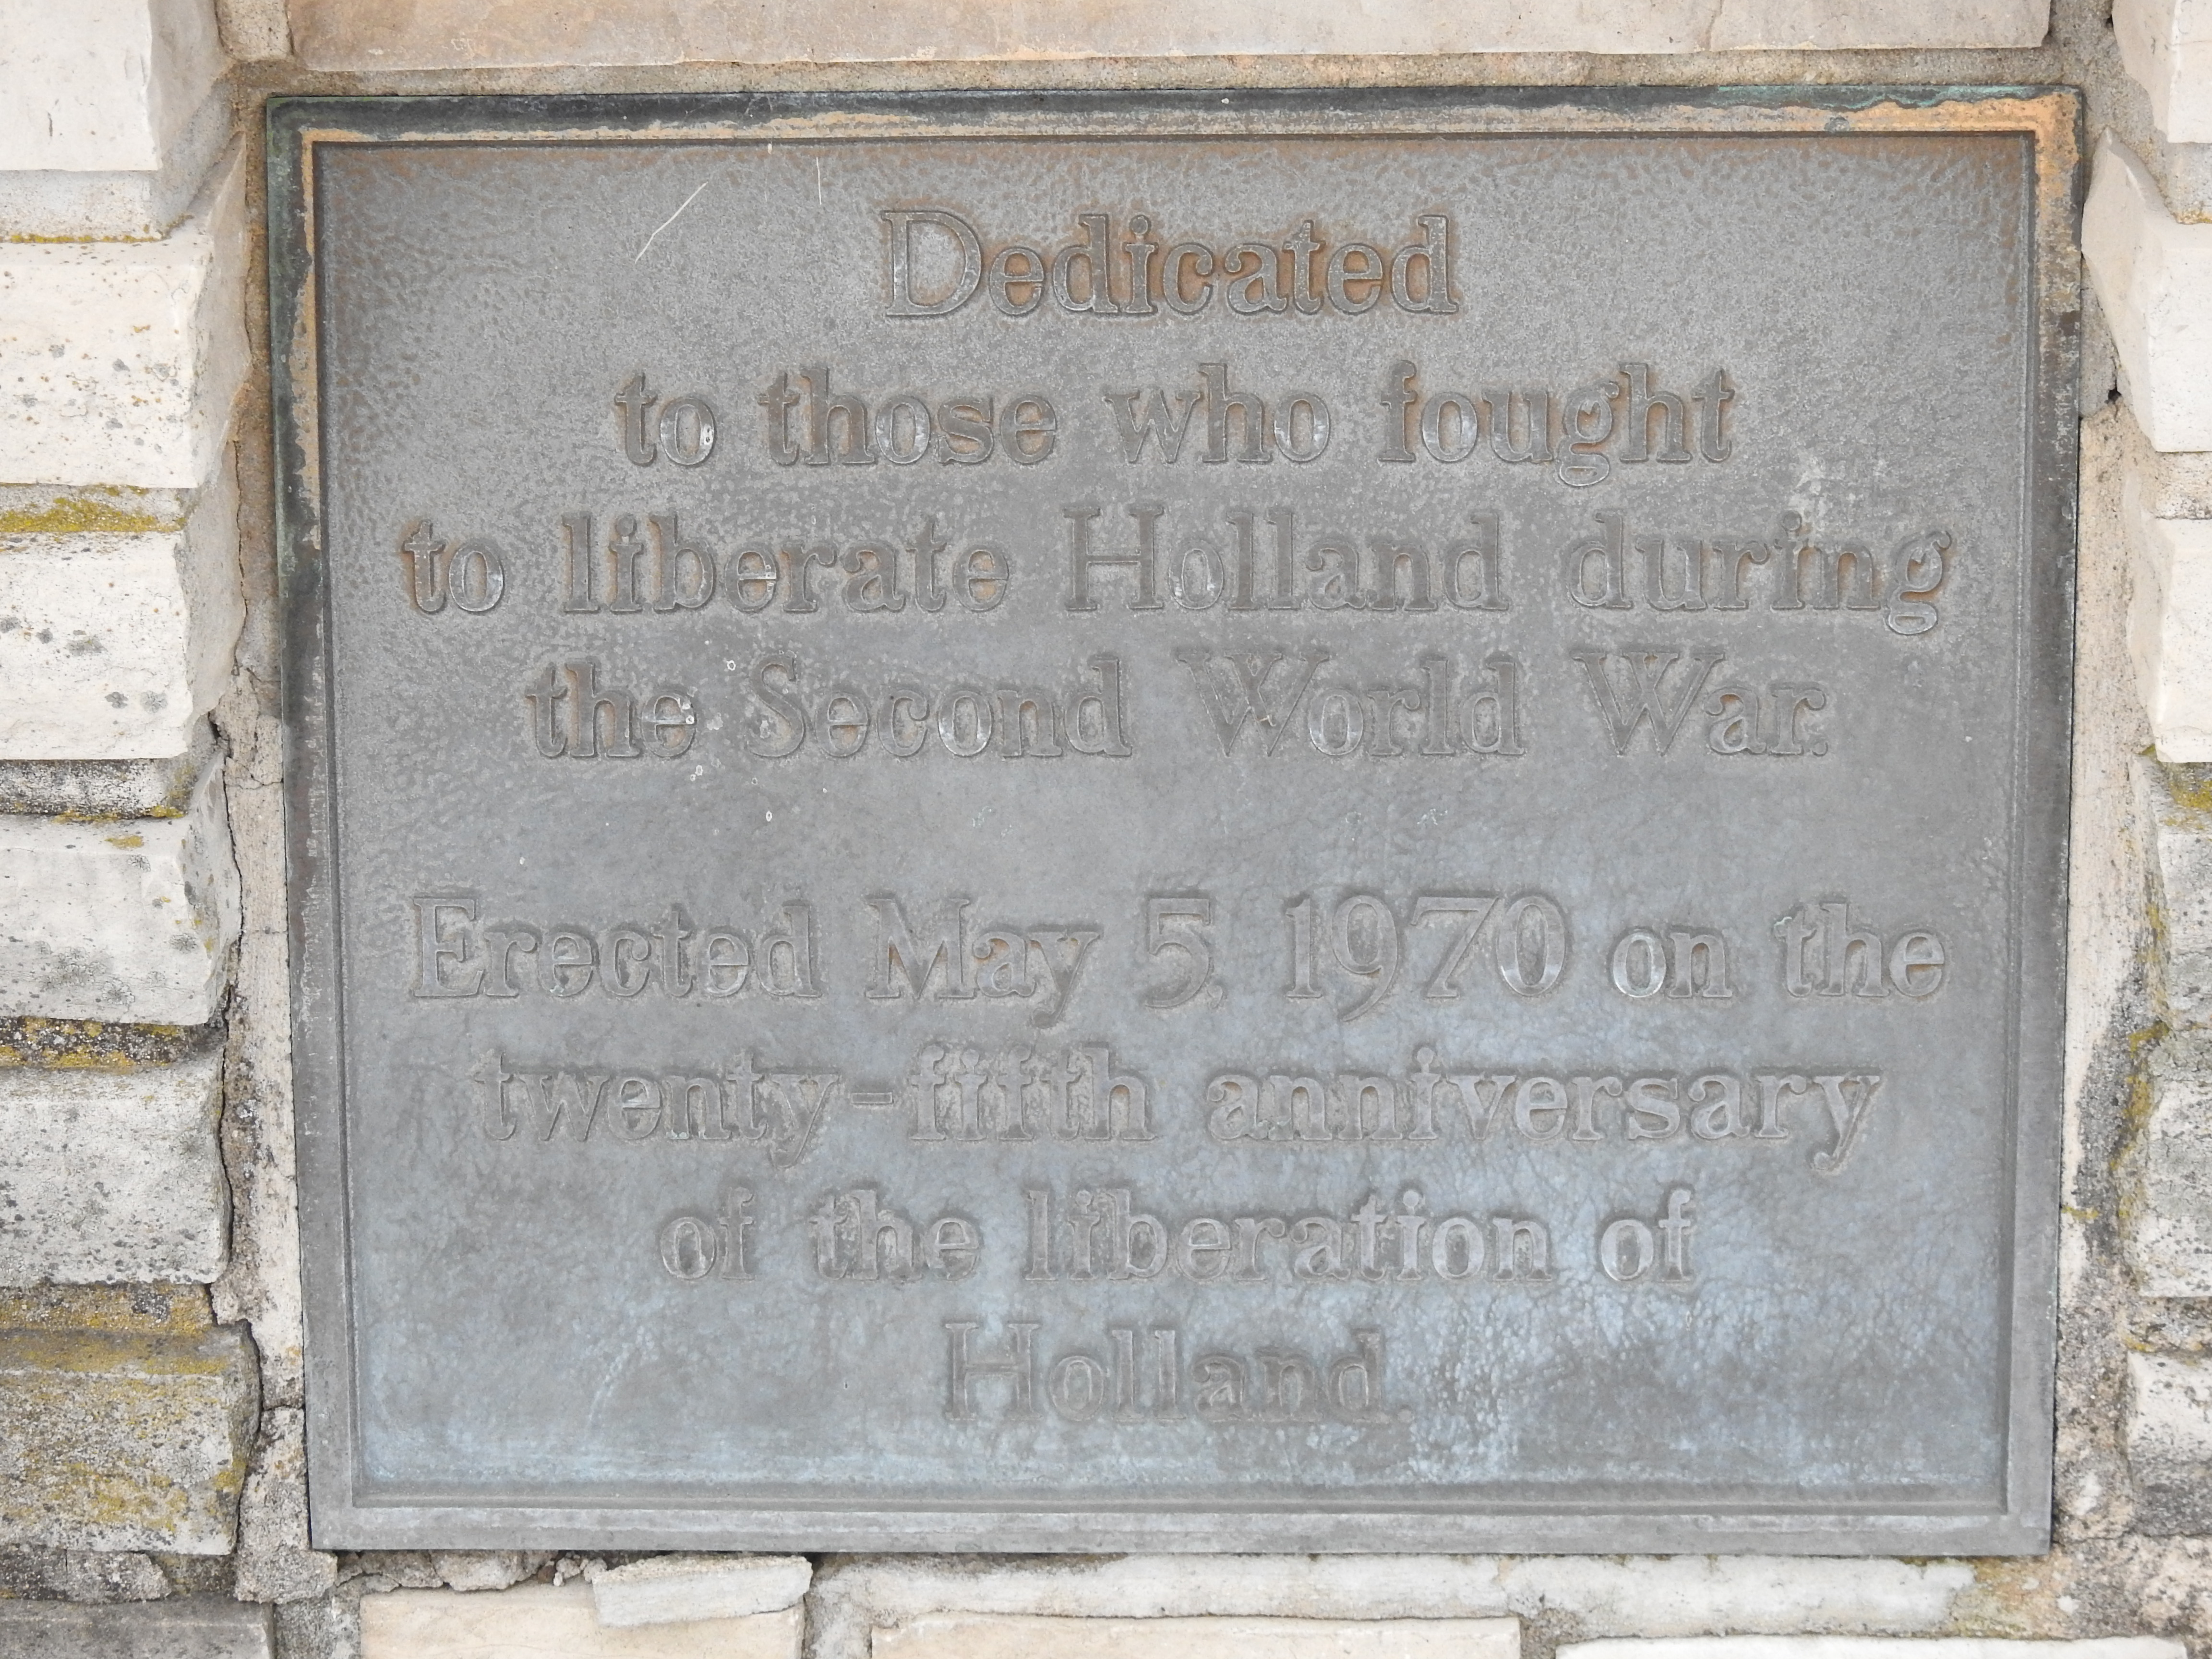 Dedicated
to those who fought
to liberate Holland during
the Second World War.
Erected May 5, 1970 on the
twenty-fifth anniversary
of the liberation of
Holland.